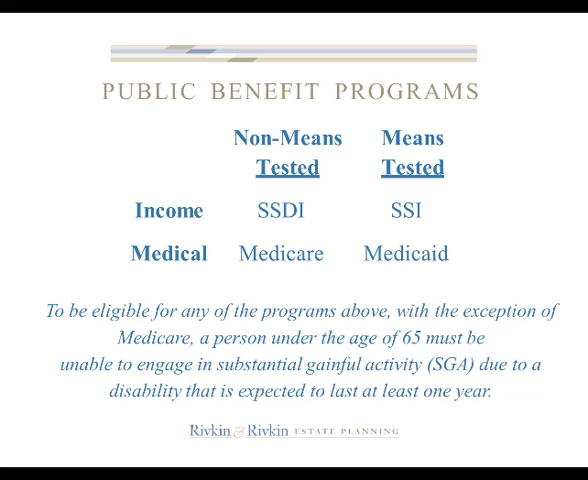 PUBLIC BENEFIT PROGRAMS
Non-Means Means
Tested Tested
Income SSDI SSI
Medical Medicare Medicaid
To be eligible for any of the programs above, with the exception of
Medicare, a person under the age of 65 must be
unable to engage in substantial gainful activity (SGA) due to a
disability that is expected to last at least one year.
Rivkin & Rivkin ESTATE PLANNING